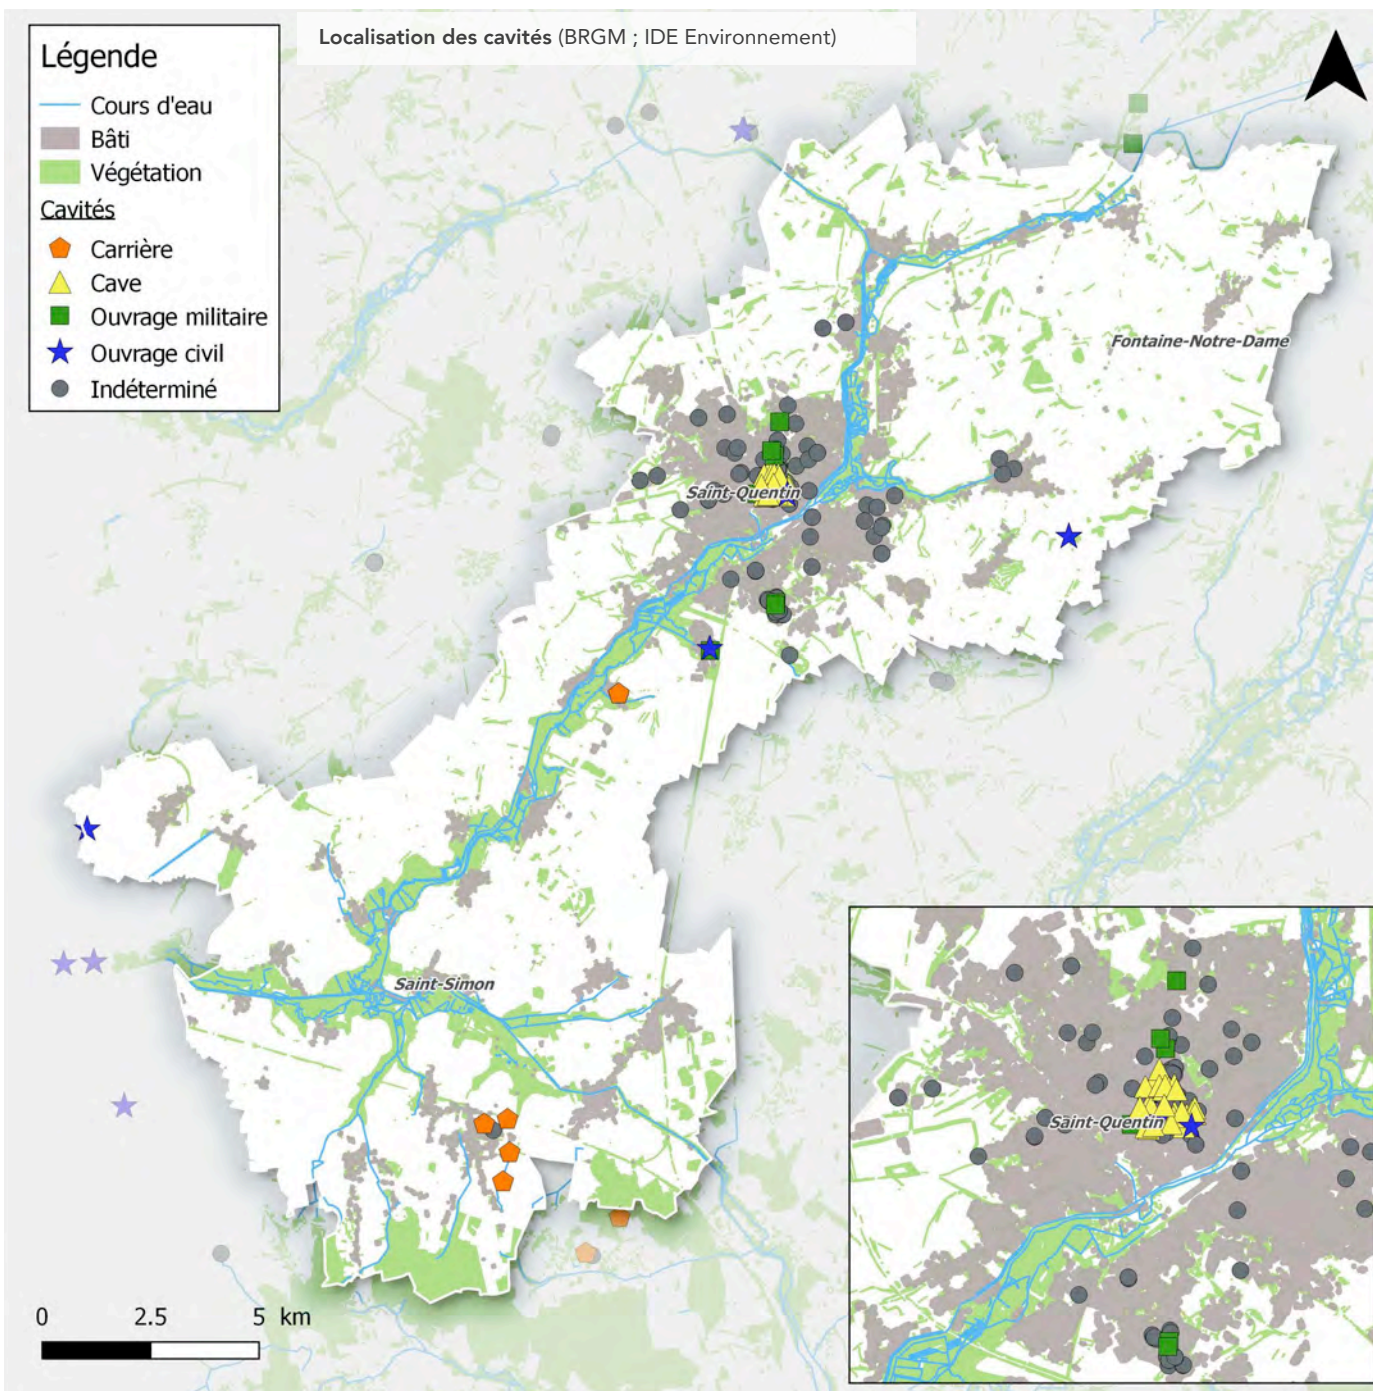 Localisation des cavités (BRGM ; IDE Environnement)
Légende
Cours d'eau
Bâti
Végétation
Cavités
Carrière
Cave
Ouvrage militaire
Ouvrage civil
Indéterminé
Fontaine-Notre-Dame
Saint-Quentin
Saint-Simon
Saint-Quentin
0 2.5 5 km